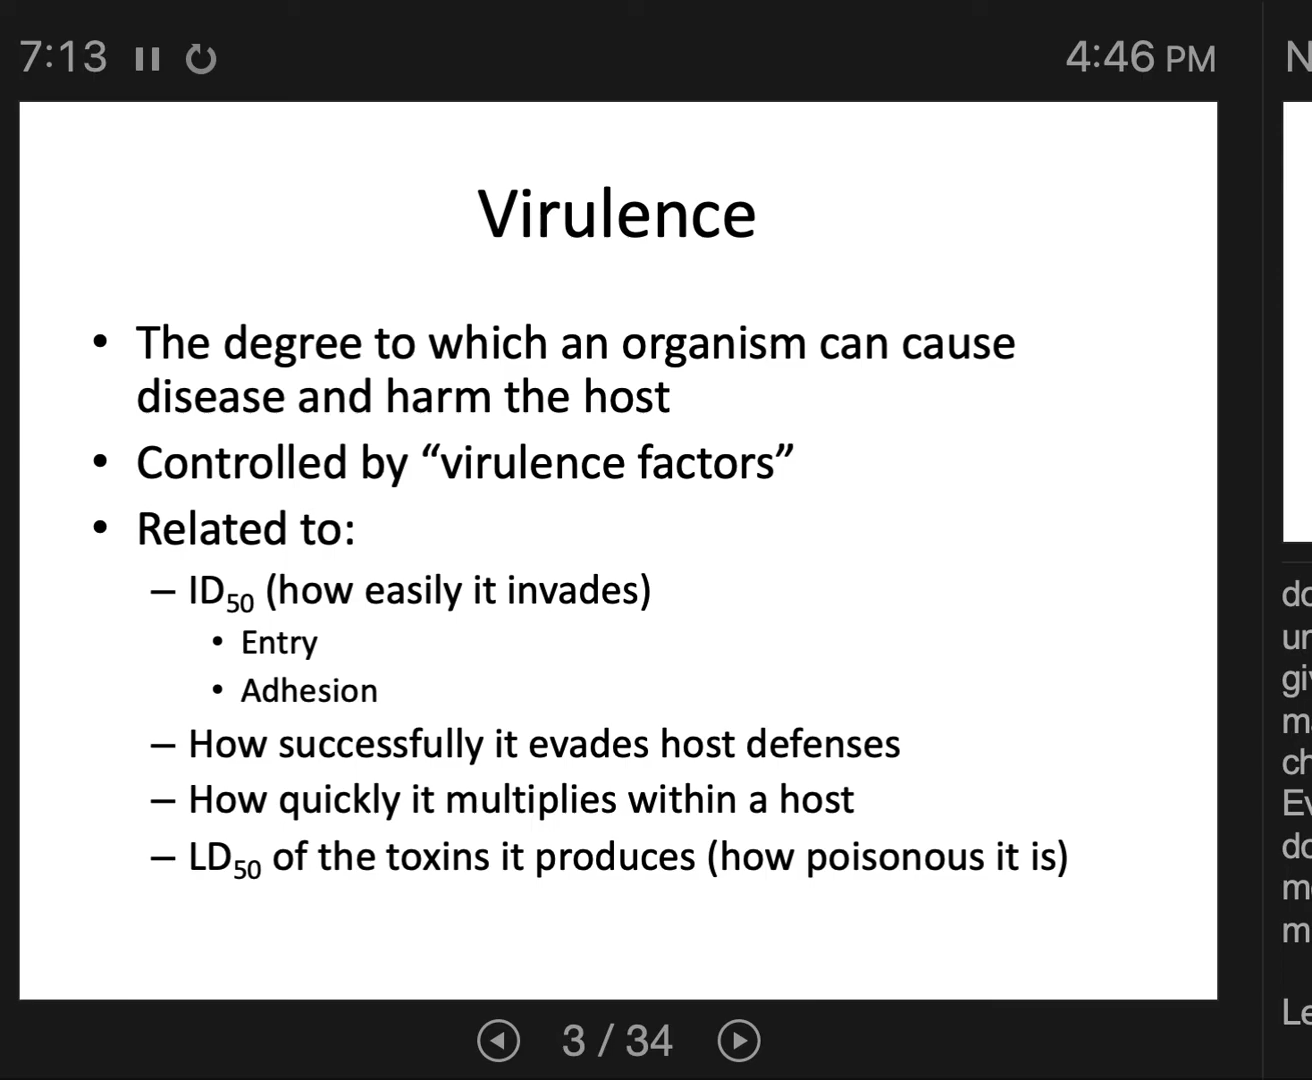 7:13
4:46 PM
Virulence
• The degree to which an organism can cause
disease and harm the host
• Controlled by “virulence factors”
• Related to:
– ID50 (how easily it invades)
• Entry
• Adhesion
– How successfully it evades host defenses
– How quickly it multiplies within a host
– LD50 of the toxins it produces (how poisonous it is)
3 / 34